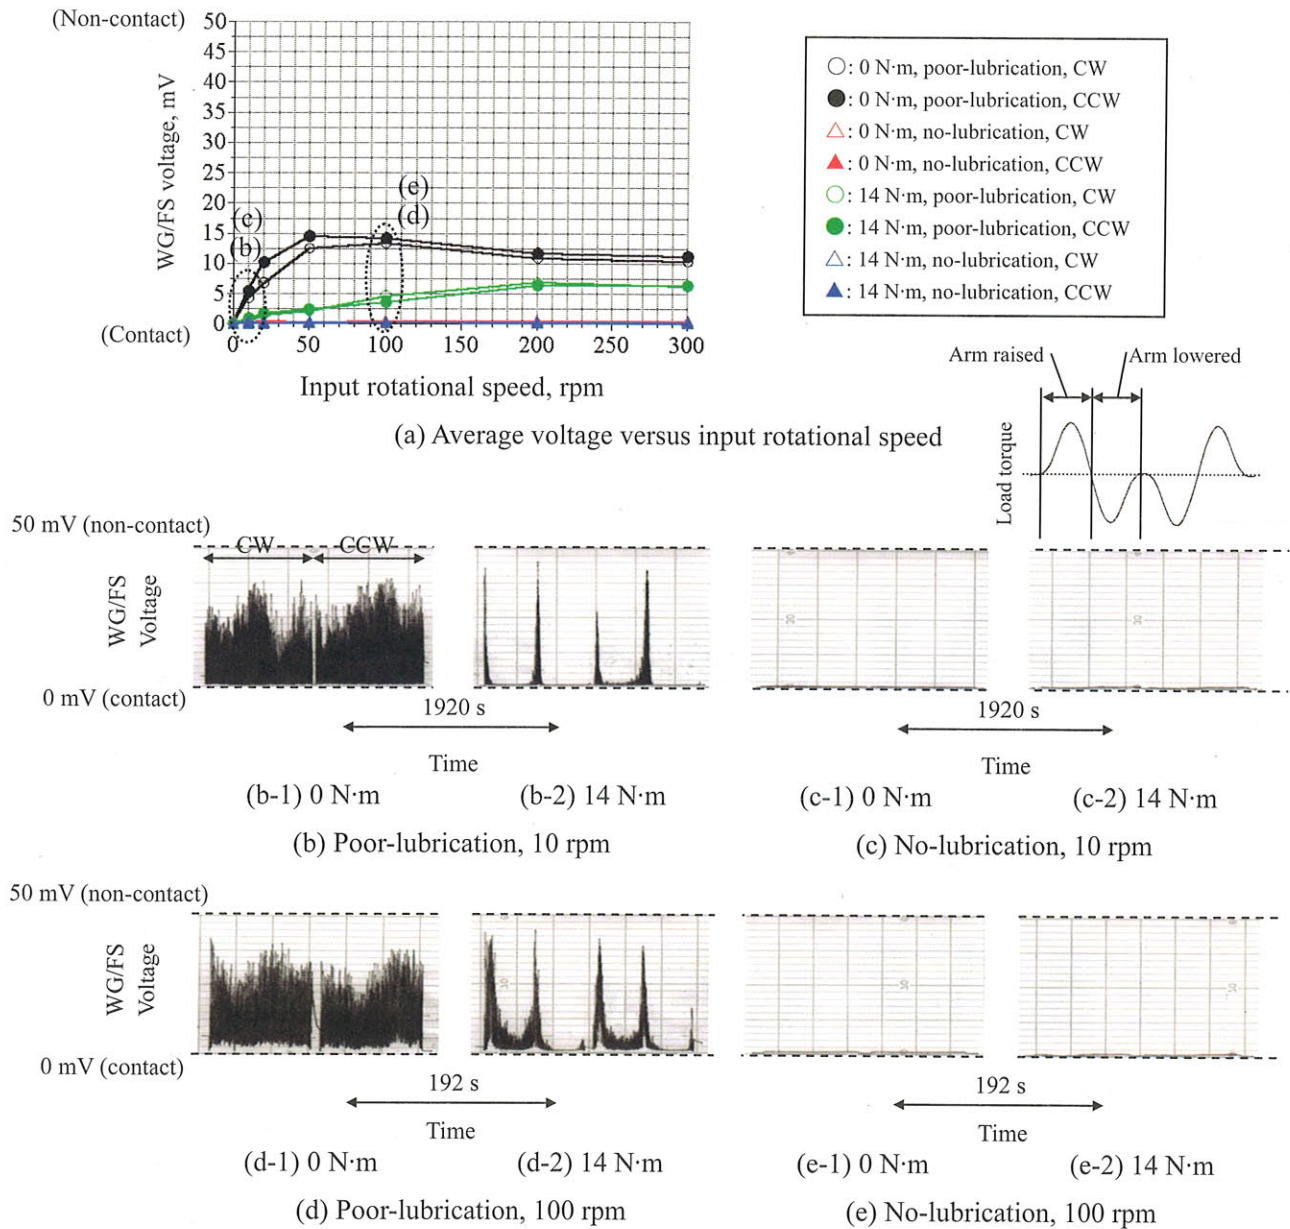 (Non-contact)
50
45
40
35
30
25
20
15
10
5
0
(Contact)
WG/FS voltage, mV
(c)
(b)
(e)
(d)
0 50 100 150 200 250 300
Input rotational speed, rpm
: 0 N·m, poor-lubrication, CW
: 0 N·m, poor-lubrication, CCW
: 0 N·m, no-lubrication, CW
: 0 N·m, no-lubrication, CCW
: 14 N·m, poor-lubrication, CW
: 14 N·m, poor-lubrication, CCW
: 14 N·m, no-lubrication, CW
: 14 N·m, no-lubrication, CCW
(a) Average voltage versus input rotational speed
Arm raised Arm lowered
Load torque
50 mV (non-contact)
CW CCW
WG/FS
Voltage
0 mV (contact)
1920 s 1920 s
Time Time
(b-1) 0 N·m (b-2) 14 N·m (c-1) 0 N·m (c-2) 14 N·m
(b) Poor-lubrication, 10 rpm (c) No-lubrication, 10 rpm
50 mV (non-contact)
WG/FS
Voltage
0 mV (contact)
192 s 192 s
Time Time
(d-1) 0 N·m (d-2) 14 N·m (e-1) 0 N·m (e-2) 14 N·m
(d) Poor-lubrication, 100 rpm (e) No-lubrication, 100 rpm